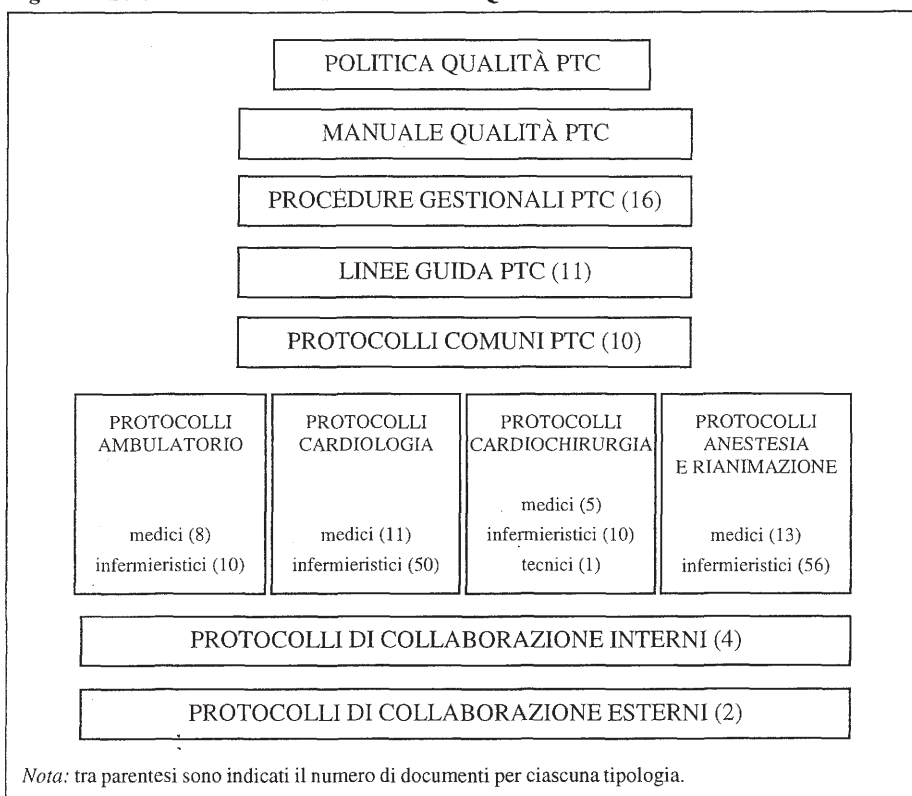 POLITICA QUALITÀ PTC
MANUALE QUALITÀ PTC
PROCEDURE GESTIONALI PTC (16)
LINEE GUIDA PTC (11)
PROTOCOLLI COMUNI PTC (10)
PROTOCOLLI
AMBULATORIO
medici (8)
infermieristici (10)
PROTOCOLLI
CARDIOLOGIA
medici (11)
infermieristici (50)
PROTOCOLLI
CARDIOCHIRURGIA
medici (5)
infermieristici (10)
tecnici (1)
PROTOCOLLI
ANESTESIA
E RIANIMAZIONE
medici (13)
infermieristici (56)
PROTOCOLLI DI COLLABORAZIONE INTERNI (4)
PROTOCOLLI DI COLLABORAZIONE ESTERNI (2)
Nota: tra parentesi sono indicati il numero di documenti per ciascuna tipologia.